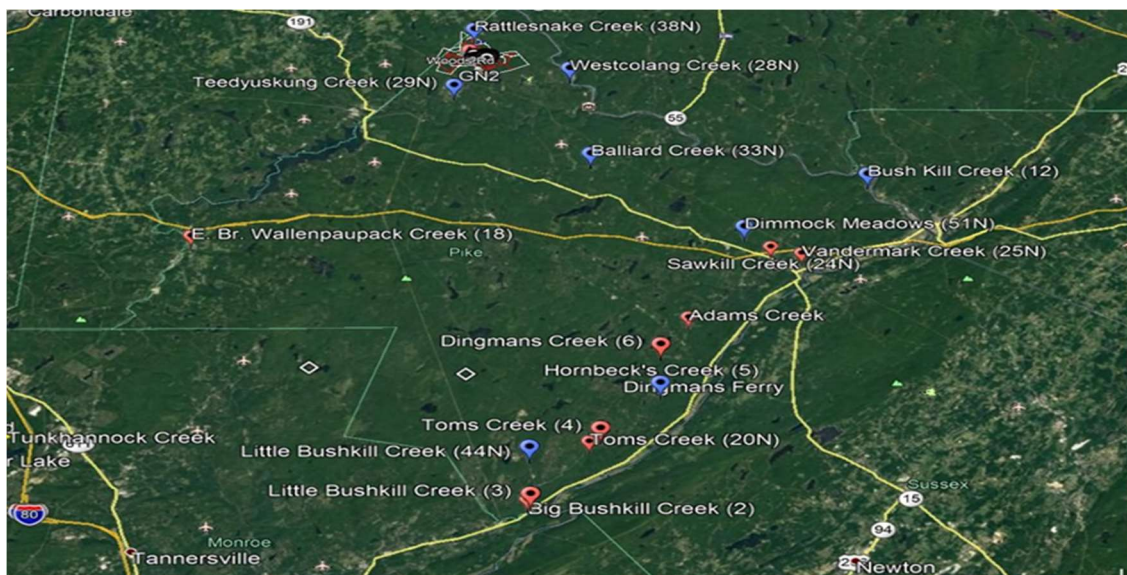 Carbondale
191
Rattlesnake Creek (38N)
GN2
Westcolang Creek (28N)
Teedyuskung Creek (29N)
55
Balliard Creek (33N)
Bush Kill Creek (12)
Dimmock Meadows (51N)
E. Br. Wallenpaupack Creek (18)
Pike
Vandermark Creek (25N)
Sawkill Creek (24N)
Adams Creek
Dingmans Creek (6)
Hornbeck's Creek (5)
Dingmans Ferry
Toms Creek (4)
Tunkhannock Creek
Toms Creek (20N)
Little Bushkill Creek (44N)
r Lake
Little Bushkill Creek (3)
Sussex
15
Big Bushkill Creek (2)
80
94
Monroe
Tannersville
Newton